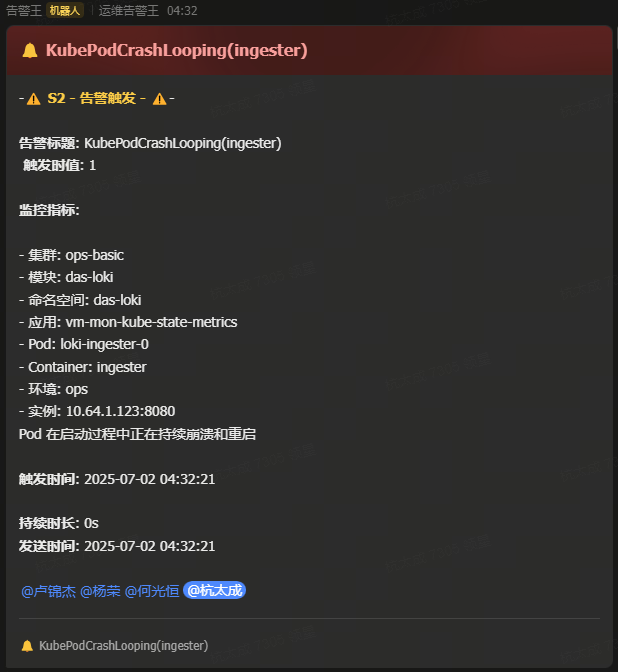 告警王 机器人 | 运维告警王 04:32
KubePodCrashLooping(ingester)
-⚠️ S2 - 告警触发 - ⚠️-
告警标题: KubePodCrashLooping(ingester)
触发时值: 1
监控指标:
- 集群: ops-basic
- 模块: das-loki
- 命名空间: das-loki
- 应用: vm-mon-kube-state-metrics
- Pod: loki-ingester-0
- Container: ingester
- 环境: ops
- 实例: 10.64.1.123:8080
Pod 在启动过程中正在持续崩溃和重启
触发时间: 2025-07-02 04:32:21
持续时长: 0s
发送时间: 2025-07-02 04:32:21
@卢锦杰 @杨荣 @何光恒 @杭太成
KubePodCrashLooping(ingester)